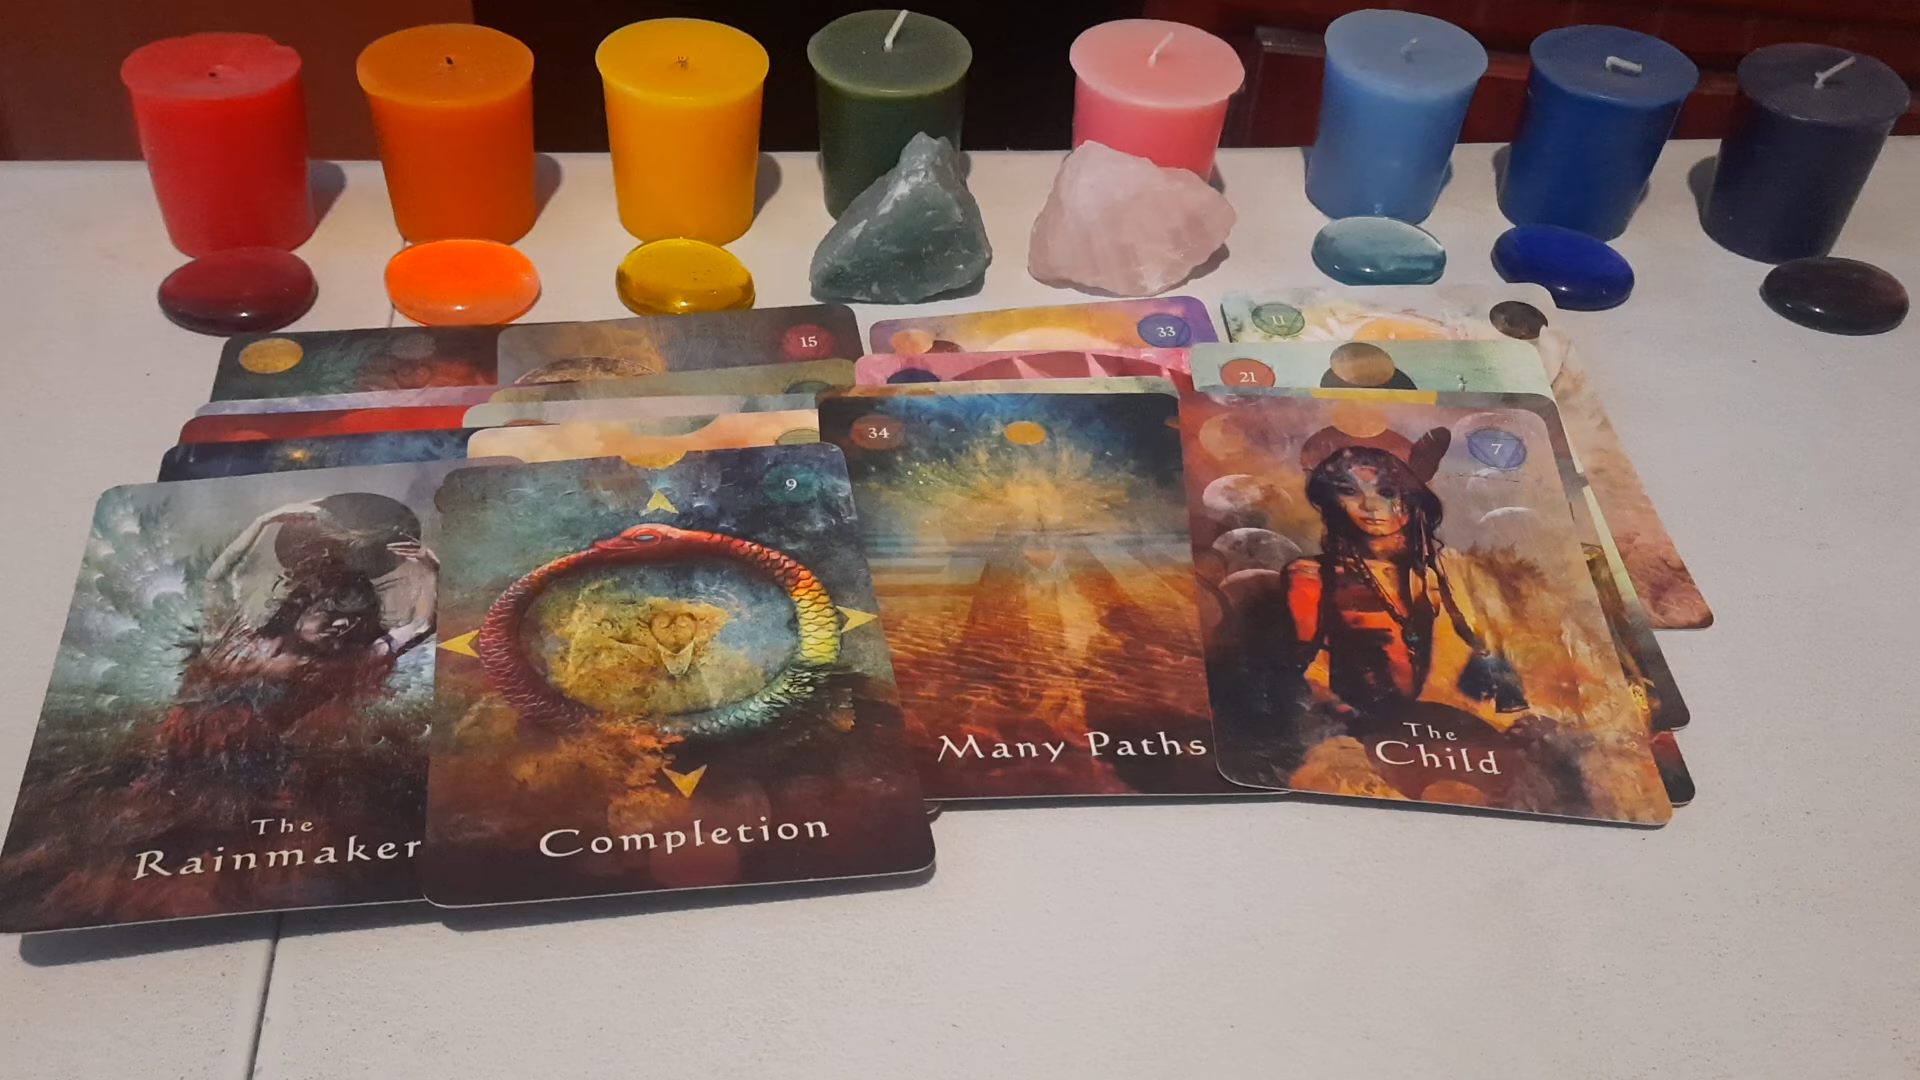 15
33
11
21
34
7
9
Many Paths
The
Child
The
Rainmaker
Completion